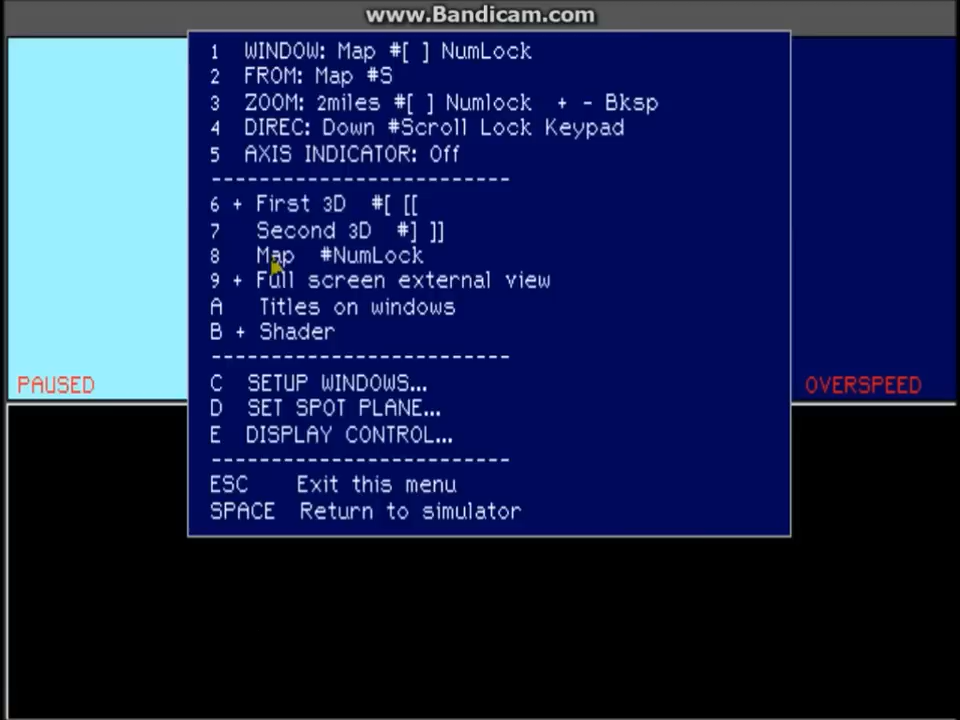 www.Bandicam.com
1 WINDOW: Map #[ ] NumLock
2 FROM: Map #S
3 ZOOM: 2miles #[ ] Numlock + - Bksp
4 DIREC: Down #Scroll Lock Keypad
5 AXIS INDICATOR: Off
-------------------------
6 + First 3D #[ [[
7 Second 3D #] ]]
8 Map #NumLock
9 + Full screen external view
A Titles on windows
B + Shader
-------------------------
C SETUP WINDOWS...
D SET SPOT PLANE...
E DISPLAY CONTROL...
-------------------------
ESC Exit this menu
SPACE Return to simulator
PAUSED
OVERSPEED